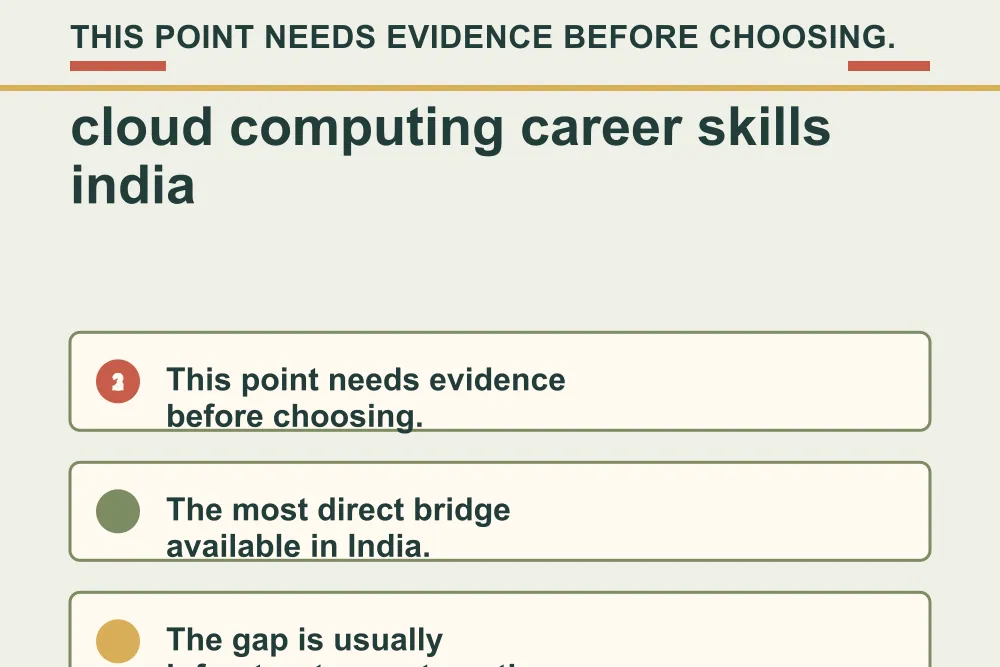 THIS POINT NEEDS EVIDENCE BEFORE CHOOSING.
cloud computing career skills
india
This point needs evidence
before choosing.
The most direct bridge
available in India.
The gap is usually